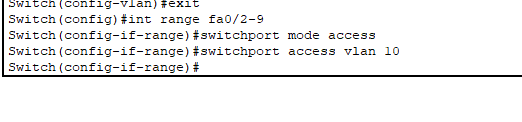 Switch(config-vlan)#exit
Switch(config)#int range fa0/2-9
Switch(config-if-range)#switchport mode access
Switch(config-if-range)#switchport access vlan 10
Switch(config-if-range)#